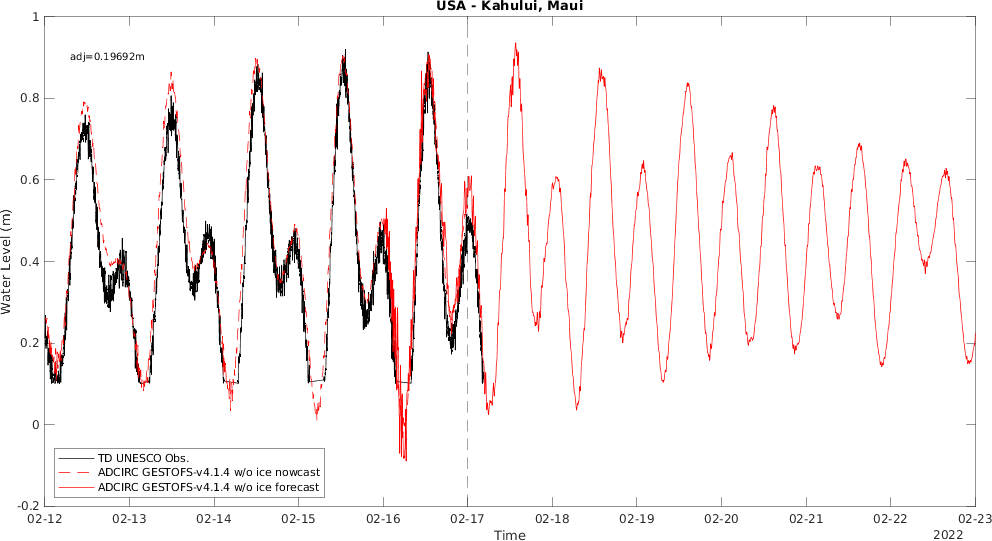 USA - Kahului, Maui
1
adj=0.19692m
0.8
0.6
0.4
0.2
0
-0.2
Water Level (m)
TD UNESCO Obs.
ADCIRC GESTOFS-v4.1.4 w/o ice nowcast
ADCIRC GESTOFS-v4.1.4 w/o ice forecast
02-12 02-13 02-14 02-15 02-16 02-17 02-18 02-19 02-20 02-21 02-22 02-23
Time
2022